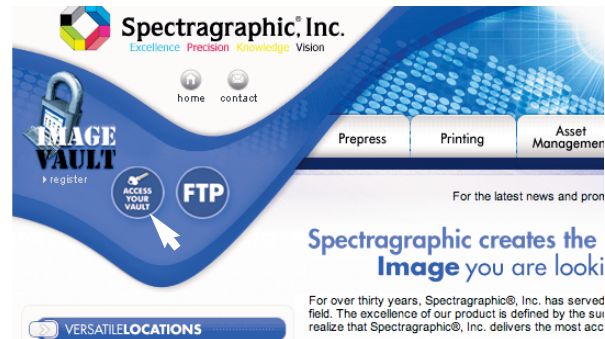 Spectragraphic®, Inc.
Excellence Precision Knowledge Vision
home contact
IMAGE
VAULT
register
ACCESS
YOUR
VAULT
FTP
Prepress
Printing
Asset
Managemen
For the latest news and pron
Spectragraphic creates the
Image you are looki
For over thirty years, Spectragraphic®, Inc. has served
field. The excellence of our product is defined by the su
realize that Spectragraphic®, Inc. delivers the most acc
VERSATILELOCATIONS